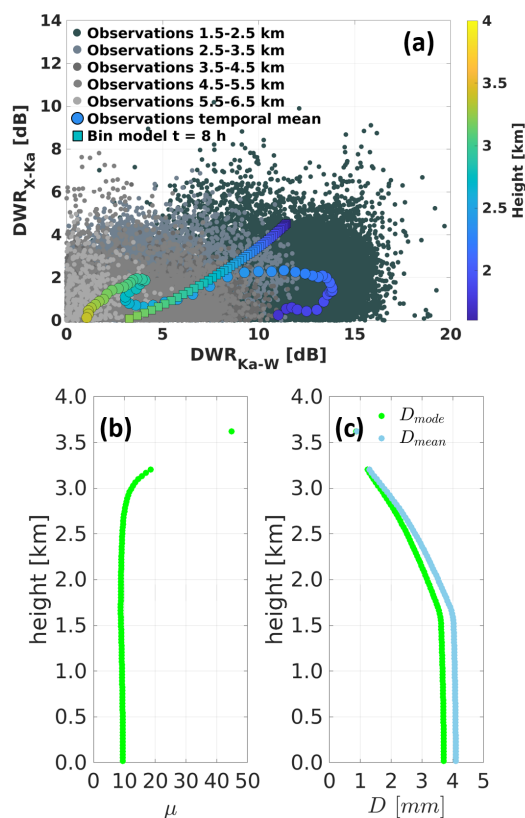 (a)
Observations 1.5-2.5 km
Observations 2.5-3.5 km
Observations 3.5-4.5 km
Observations 4.5-5.5 km
Observations 5.5-6.5 km
Observations temporal mean
Bin model t = 8 h
14
12
10
8
6
4
2
0
DWR_X-Ka [dB]
0 5 10 15 20
DWR_Ka-W [dB]
4
3.5
3
2.5
2
Height [km]
(b)
4.0
3.5
3.0
2.5
2.0
1.5
1.0
0.5
0.0
height [km]
0 10 20 30 40 50
μ
(c)
D_mode
D_mean
4.0
3.5
3.0
2.5
2.0
1.5
1.0
0.5
0.0
height [km]
0 1 2 3 4 5
D [mm]